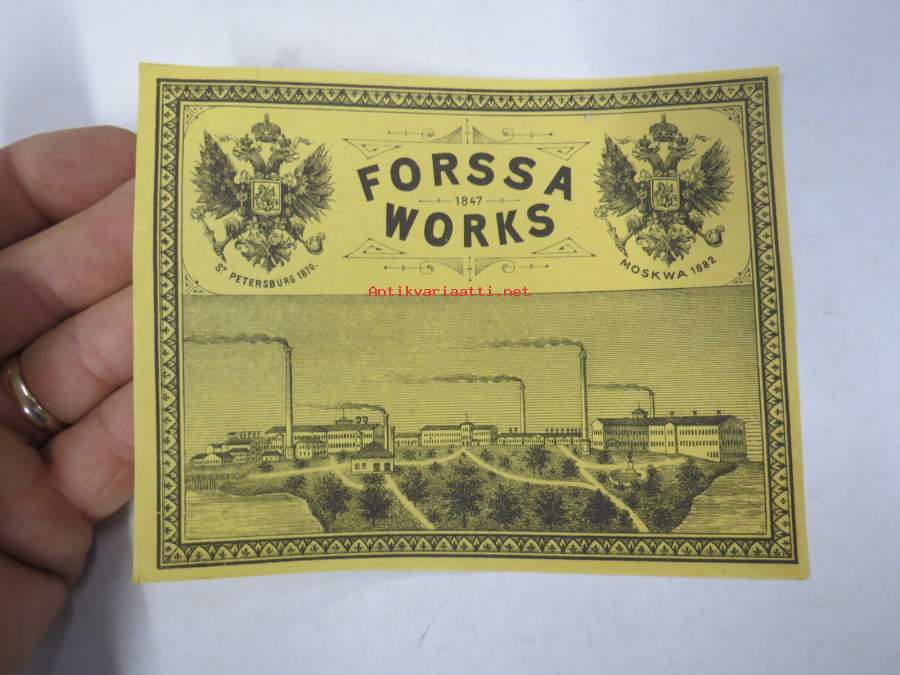 FORSSA
1847
WORKS
ST PETERSBURG 1870.
MOSKWA 1882
Antikvariaatti.net